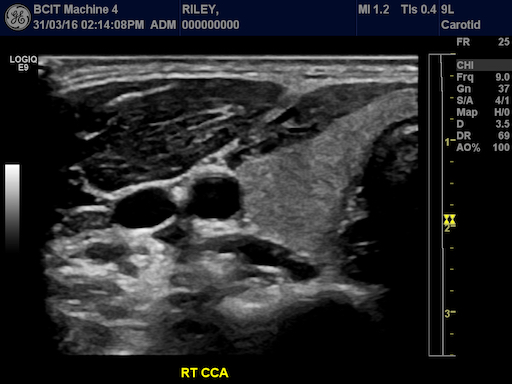 BCIT Machine 4
RILEY,
MI 1.2 TIs 0.4 9L
31/03/16 02:14:08PM ADM 000000000
Carotid
LOGIQ
E9
FR 25
CHI
Frq 9.0
Gn 37
S/A 4/1
Map H/0
D 3.5
DR 69
AO% 100
1
2
3
RT CCA